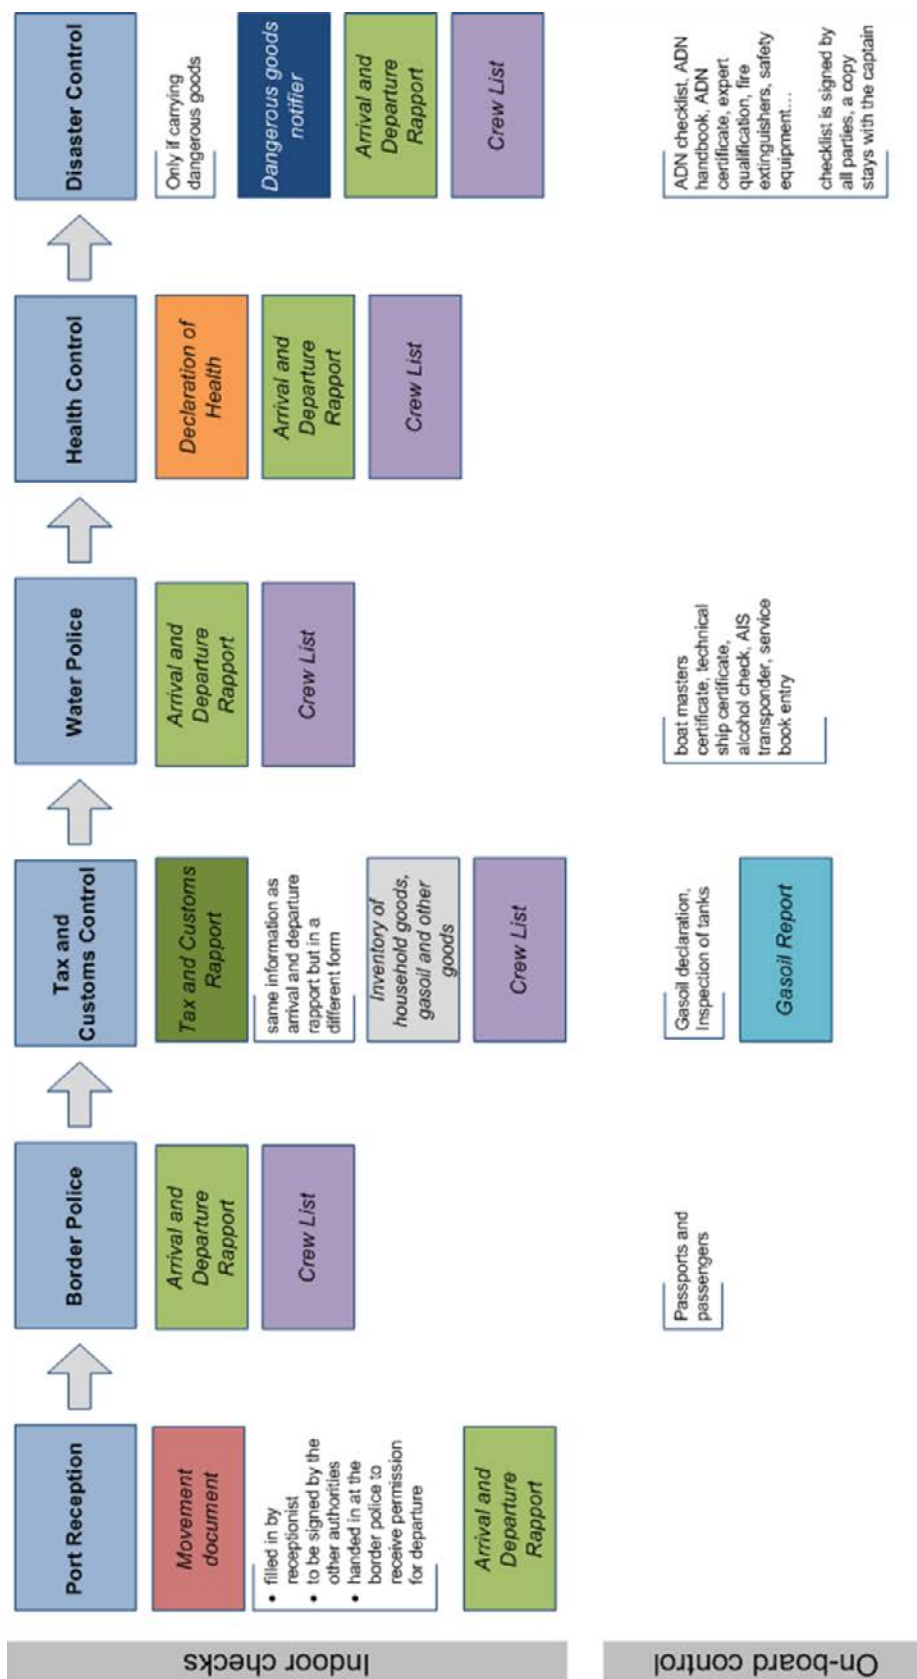 Indoor checks
Port Reception
Movement
document
• filled in by
receptionist
• to be signed by the
other authorities
• handed in at the
border police to
receive permission
for departure
Arrival and
Departure
Rapport
Border Police
Arrival and
Departure
Rapport
Crew List
Tax and
Customs Control
Tax and Customs
Rapport
same information as
arrival and departure
rapport but in a
different form
Inventory of
household goods,
gasoil and other
goods
Crew List
Water Police
Arrival and
Departure
Rapport
Crew List
Health Control
Declaration of
Health
Arrival and
Departure
Rapport
Crew List
Disaster Control
Only if carrying
dangerous goods
Dangerous goods
notifier
Arrival and
Departure
Rapport
Crew List
On-board control
Passports and
passengers
Gasoil declaration,
Inspection of tanks
Gasoil Report
boat masters
certificate, technical
ship certificate,
alcohol check, AIS
transponder, service
book entry
ADN checklist, ADN
handbook, ADN
certificate, expert
qualification, fire
extinguishers, safety
equipment…
checklist is signed by
all parties, a copy
stays with the captain